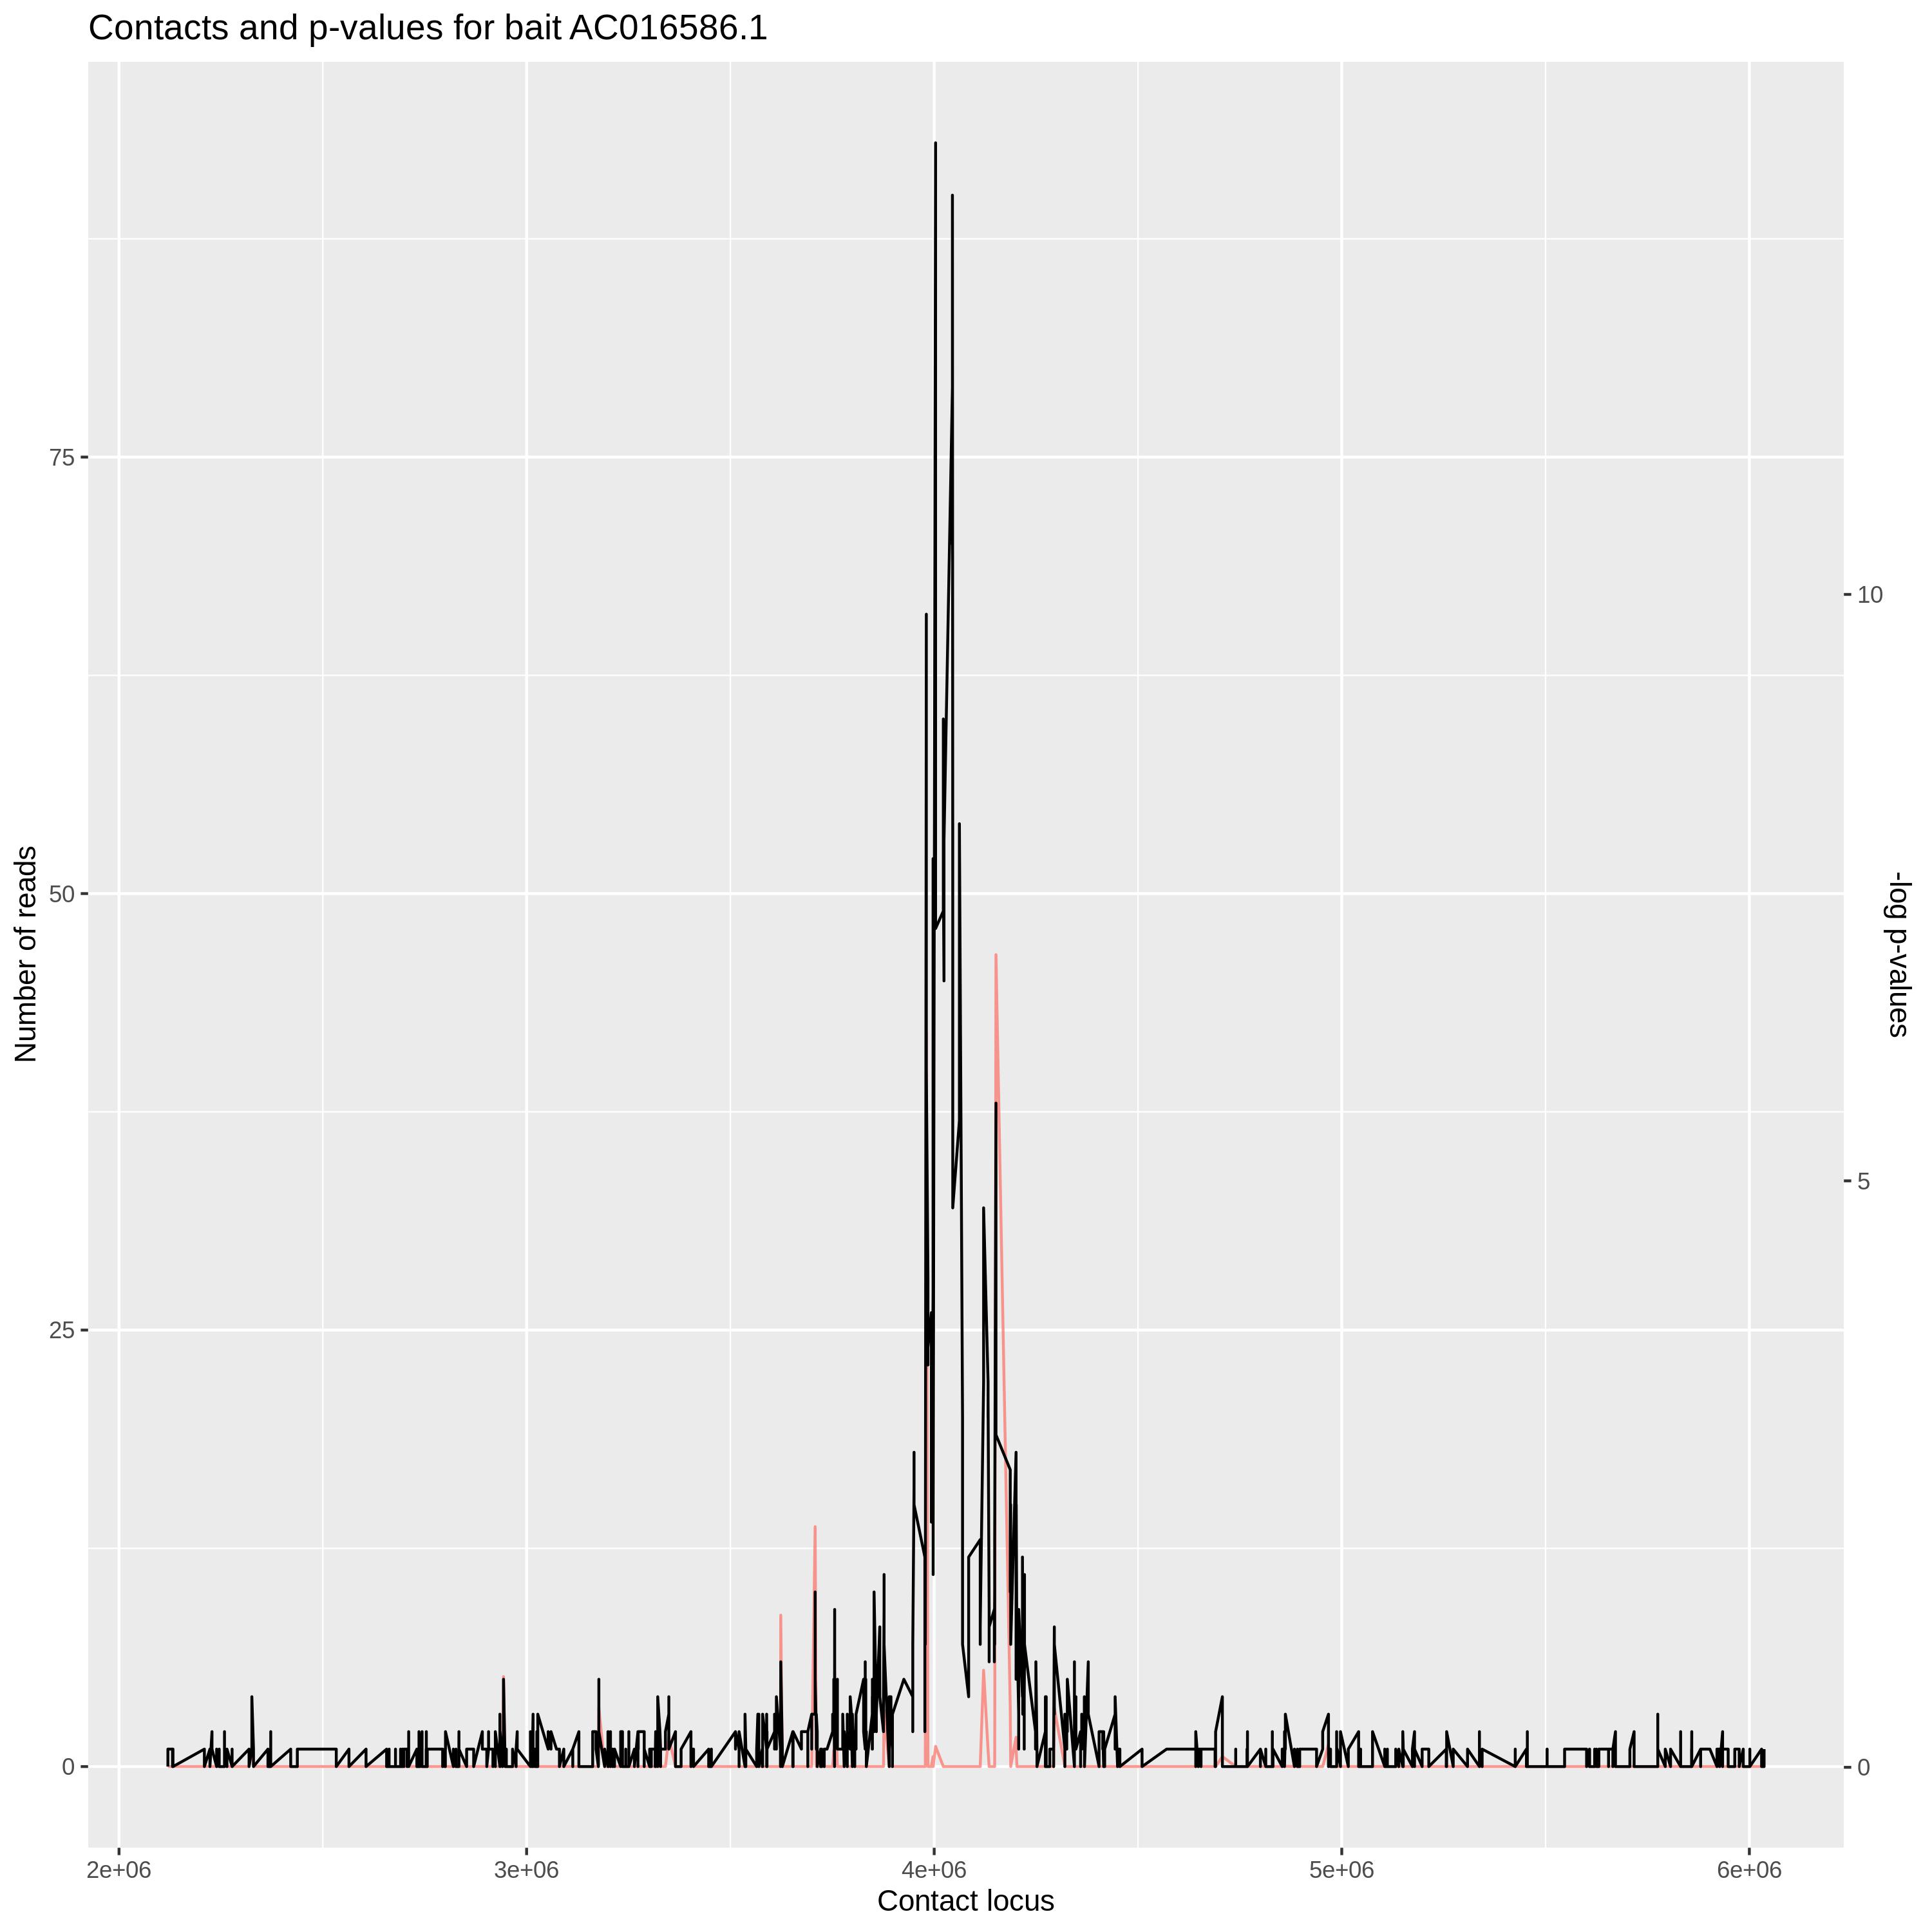 Contacts and p-values for bait AC016586.1
75
50
25
0
10
5
0
Number of reads
-log p-values
2e+06
3e+06
4e+06
5e+06
6e+06
Contact locus